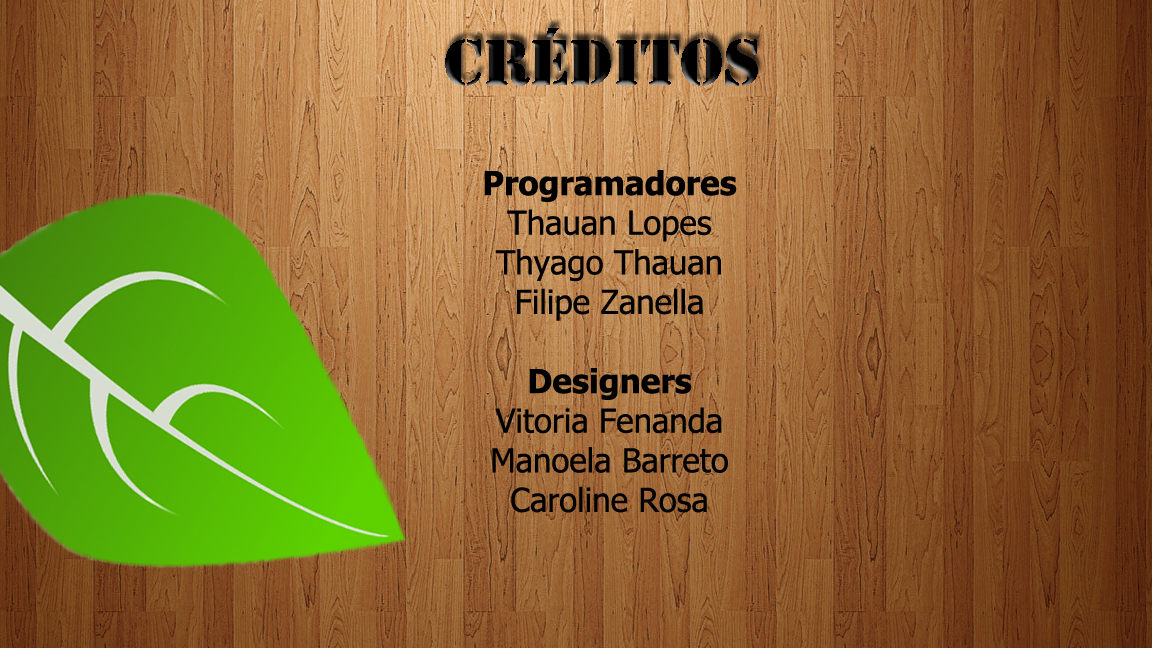 CRÉDITOS
Programadores
Thauan Lopes
Thyago Thauan
Filipe Zanella
Designers
Vitoria Fenanda
Manoela Barreto
Caroline Rosa